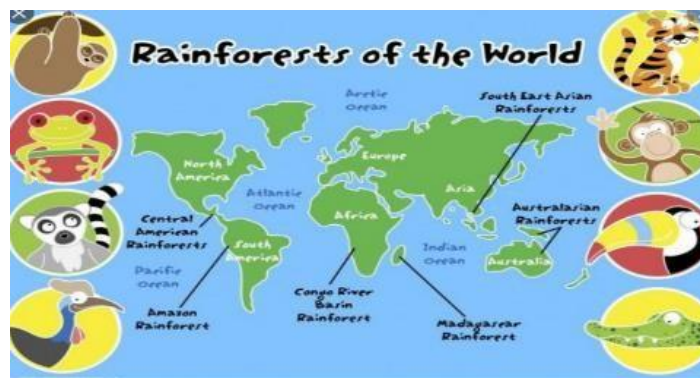 Rainforests of the World
Arctic
Ocean
South East Asian
Rainforests
North
America
Europe
Asia
Atlantic
Ocean
Africa
Central
American
Rainforests
Australasian
Rainforests
South
America
Indian
Ocean
Australia
Pacific
Ocean
Amazon
Rainforest
Congo River
Basin
Rainforest
Madagascar
Rainforest